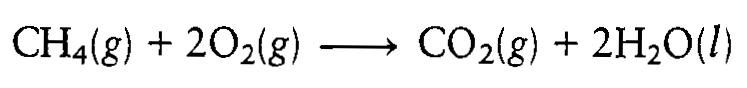 CH₄(g) + 2O₂(g) ⟶ CO₂(g) + 2H₂O(l)